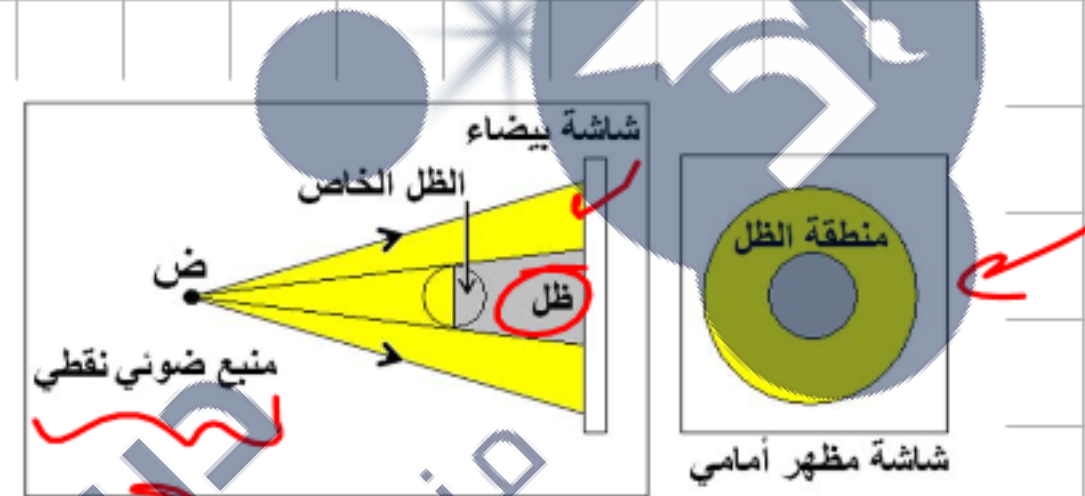 شاشة بيضاء
الظل الخاص
منطقة الظل
ض
ظل
منبع ضوئي نقطي
شاشة مظهر أمامي